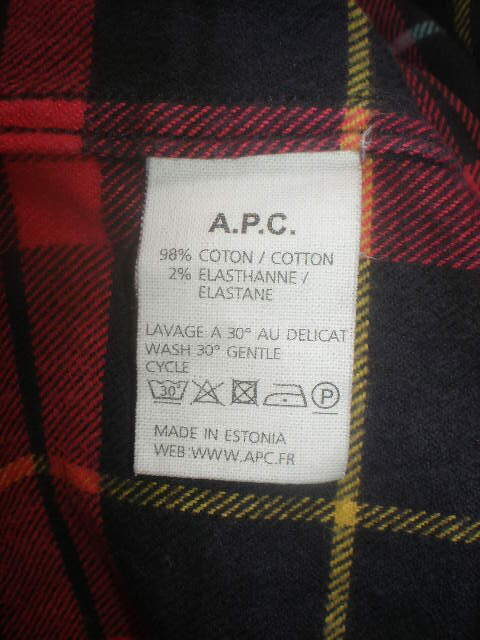 A.P.C.
98% COTON / COTTON
2% ELASTHANNE /
ELASTANE
LAVAGE A 30° AU DELICAT
WASH 30° GENTLE
CYCLE
30° P
MADE IN ESTONIA
WEB:WWW.APC.FR